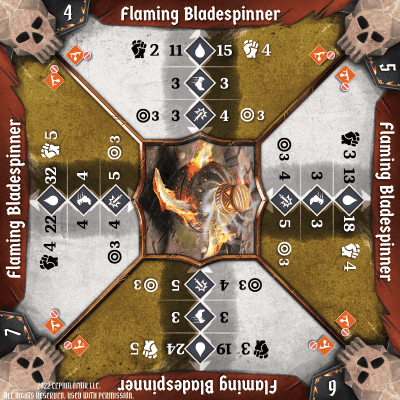 4
Flaming Bladespinner
2 11 15 4
3 3
3 3 4 3
5
Flaming Bladespinner
3 13 18 4
3 3
3 4 5 3
6
Flaming Bladespinner
3 19 24 5
3 3
3 4 5 3
7
Flaming Bladespinner
4 22 32 5
4 4
3 4 5 3
2022 CEPHALOFAIR LLC.
ALL RIGHTS RESERVED. USED WITH PERMISSION.